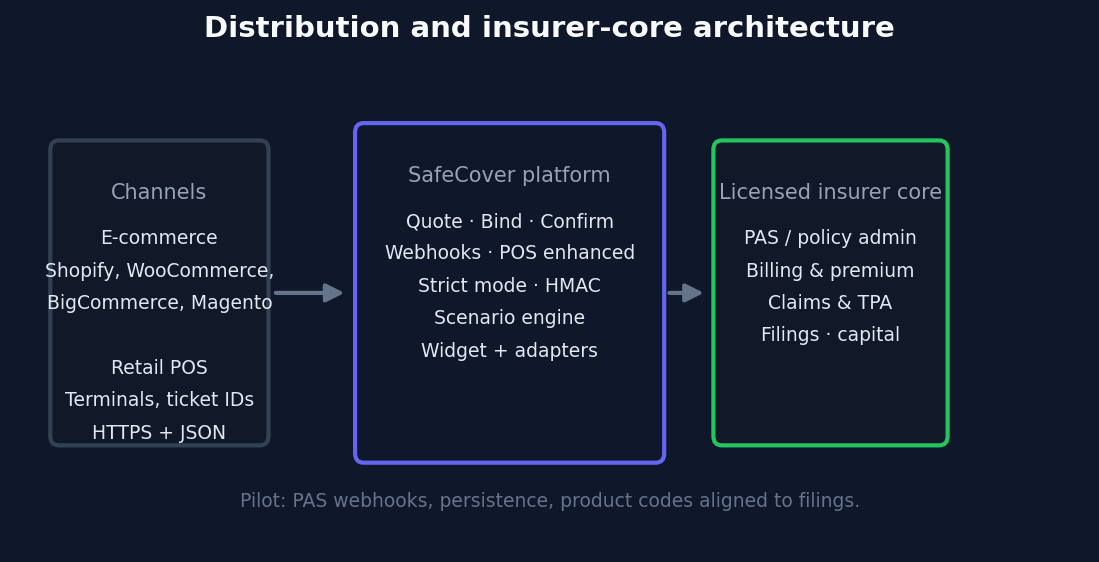 Distribution and insurer-core architecture
Channels
E-commerce
Shopify, WooCommerce,
BigCommerce, Magento
Retail POS
Terminals, ticket IDs
HTTPS + JSON
SafeCover platform
Quote · Bind · Confirm
Webhooks · POS enhanced
Strict mode · HMAC
Scenario engine
Widget + adapters
Licensed insurer core
PAS / policy admin
Billing & premium
Claims & TPA
Filings · capital
Pilot: PAS webhooks, persistence, product codes aligned to filings.